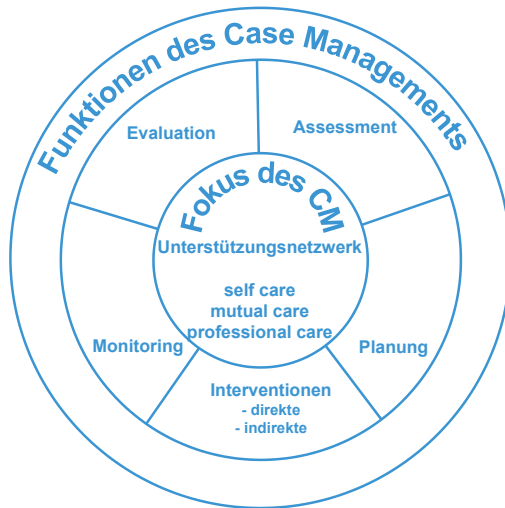 Funktionen des Case Managements
Evaluation
Assessment
Fokus des CM
Unterstützungsnetzwerk
self care
mutual care
professional care
Monitoring
Planung
Interventionen
- direkte
- indirekte